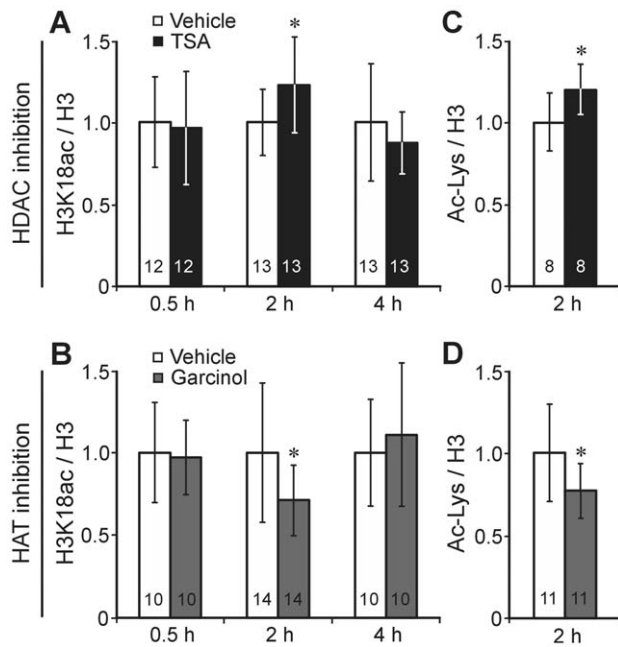 A
Vehicle
TSA
HDAC inhibition
H3K18ac / H3
1.5
1.0
0.5
0
12 12 13 13 13 13
0.5 h 2 h 4 h
C
Ac-Lys / H3
1.5
1.0
0.5
0
*
*
8 8
2 h
B
Vehicle
Garcinol
HAT inhibition
H3K18ac / H3
1.5
1.0
0.5
0
*
10 10 14 14 10 10
0.5 h 2 h 4 h
D
Ac-Lys / H3
1.5
1.0
0.5
0
*
11 11
2 h